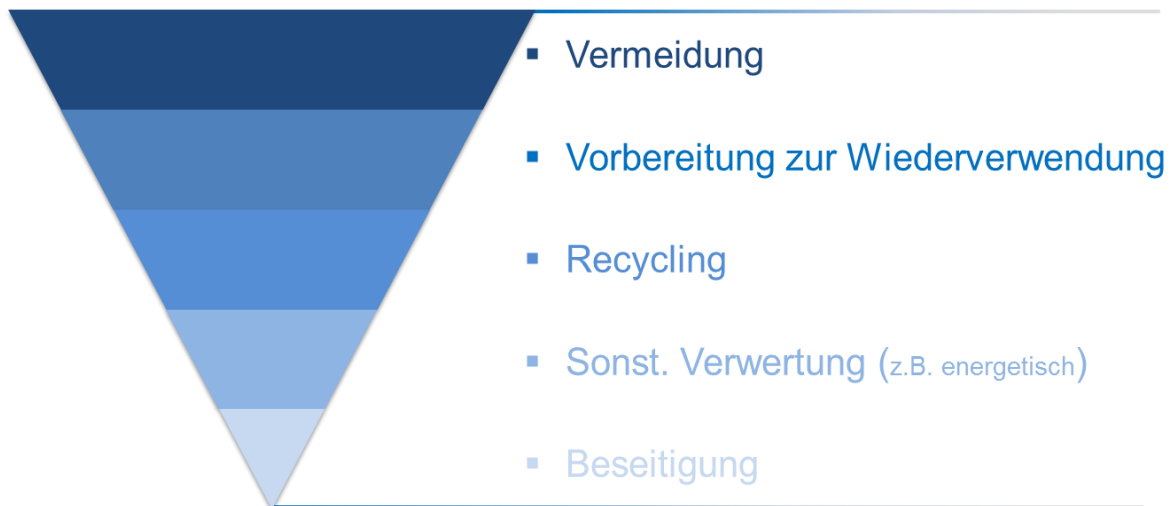 ▪ Vermeidung
▪ Vorbereitung zur Wiederverwendung
▪ Recycling
▪ Sonst. Verwertung (z.B. energetisch)
▪ Beseitigung